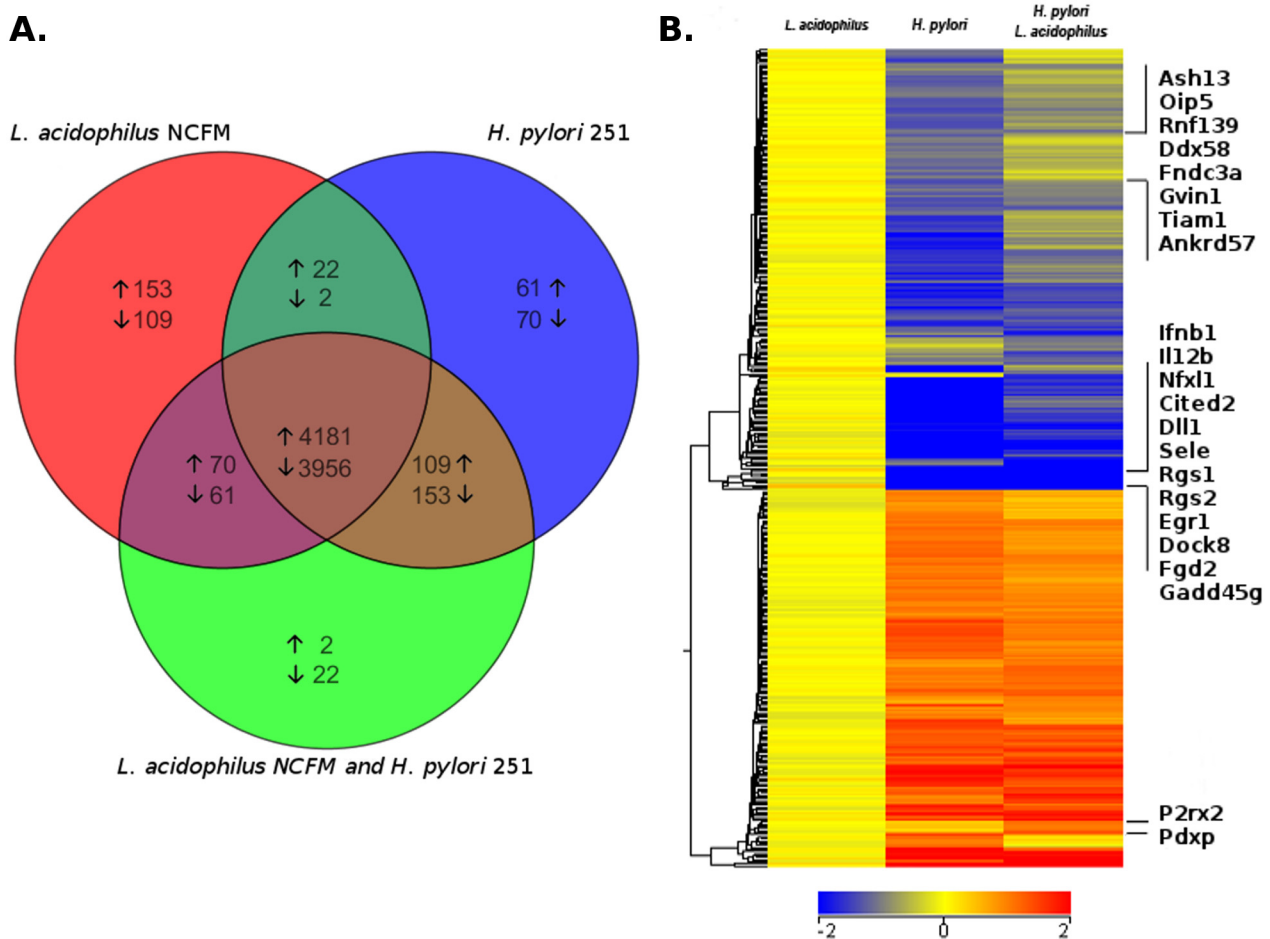 A.
L. acidophilus NCFM
H. pylori 251
↑ 153
↓ 109
↑ 22
↓ 2
61 ↑
70 ↓
↑ 70
↓ 61
↑ 4181
↓ 3956
109 ↑
153 ↓
↑ 2
↓ 22
L. acidophilus NCFM and H. pylori 251
B.
L. acidophilus
H. pylori
H. pylori
L. acidophilus
Ash13
Oip5
Rnf139
Ddx58
Fndc3a
Gvin1
Tiam1
Ankrd57
Ifnb1
Il12b
Nfxl1
Cited2
Dll1
Sele
Rgs1
Rgs2
Egr1
Dock8
Fgd2
Gadd45g
P2rx2
Pdxp
-2 0 2